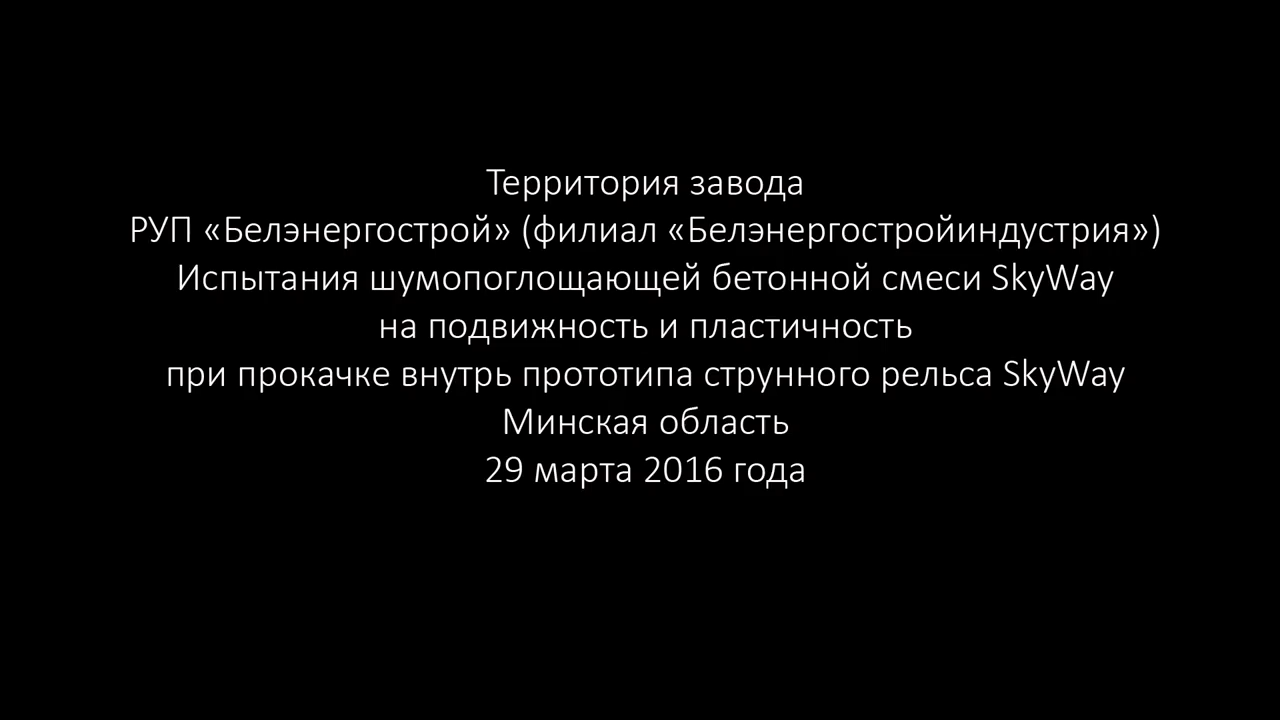 Территория завода
РУП «Белэнергострой» (филиал «Белэнергостройиндустрия»)
Испытания шумопоглощающей бетонной смеси SkyWay
на подвижность и пластичность
при прокачке внутрь прототипа струнного рельса SkyWay
Минская область
29 марта 2016 года